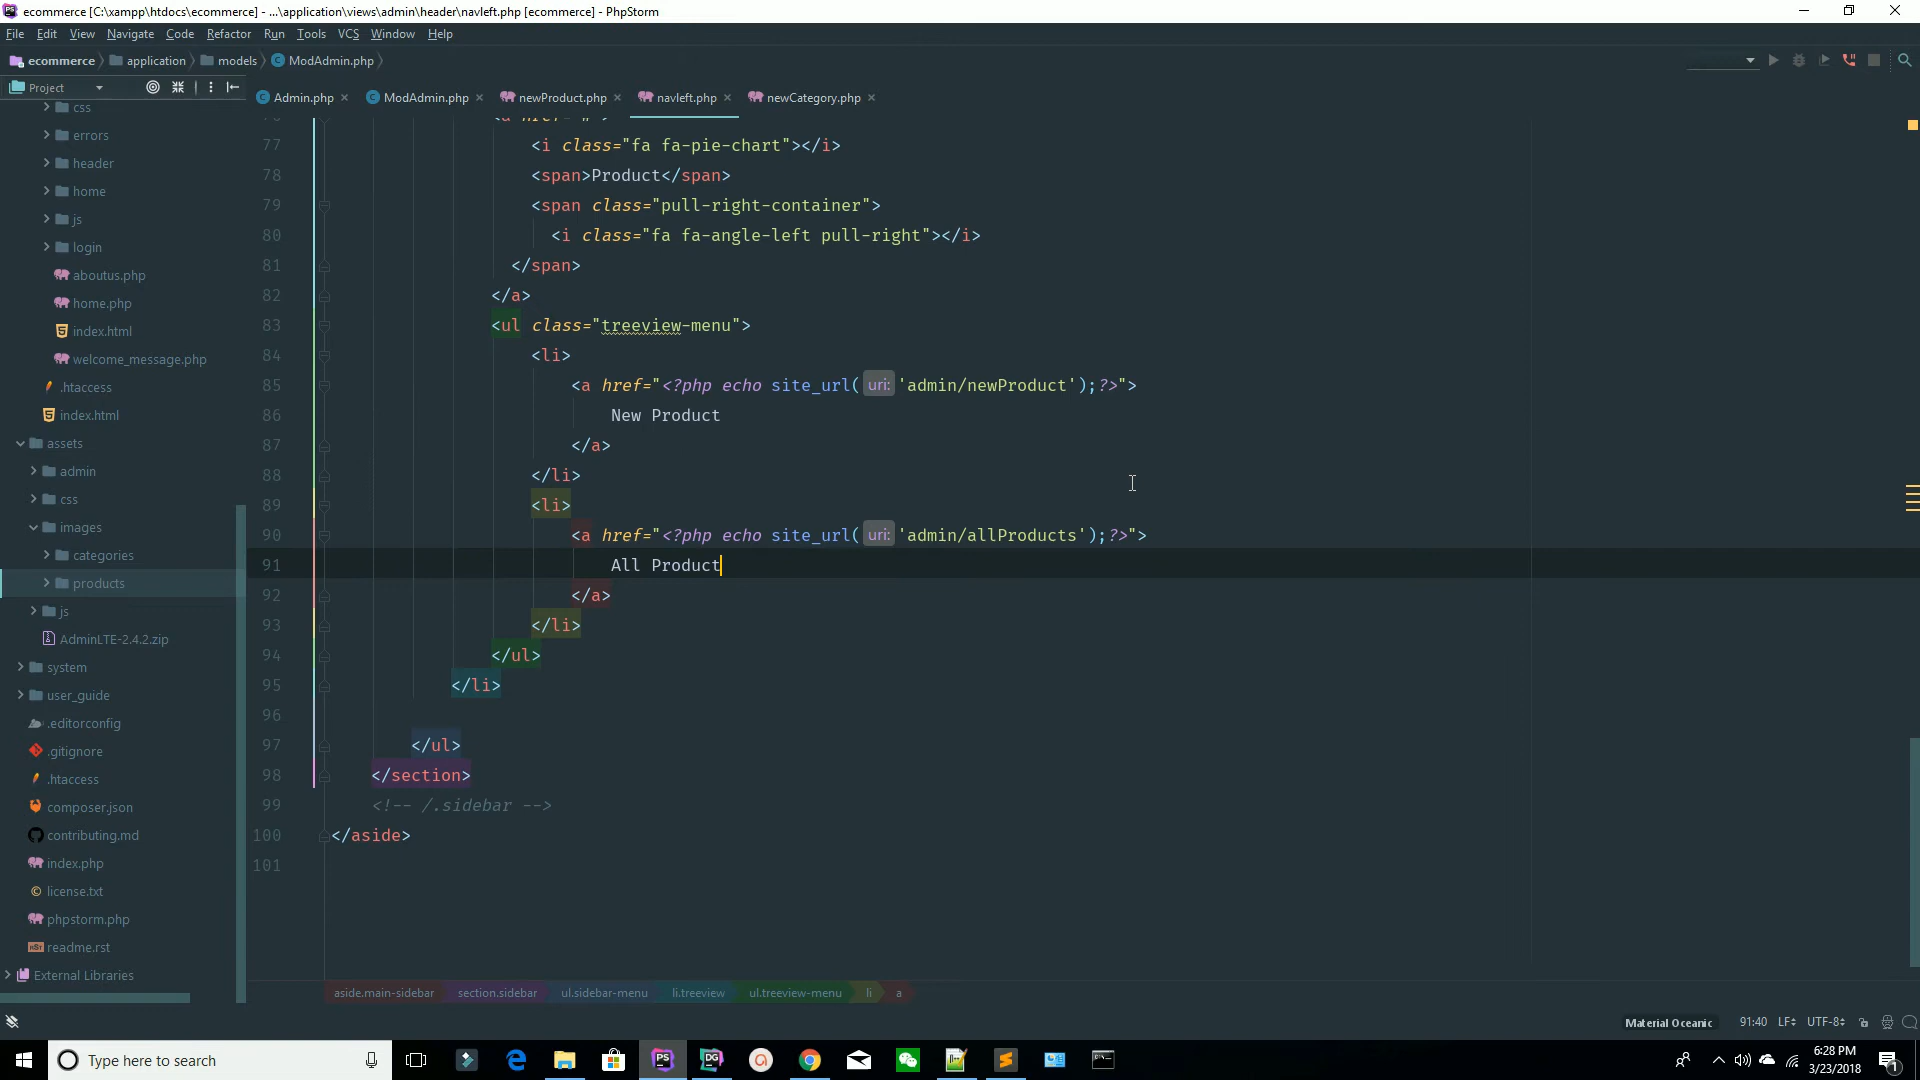 ecommerce [C:\xampp\htdocs\ecommerce] - ...\application\views\admin\header\navleft.php [ecommerce] - PhpStorm
File Edit View Navigate Code Refactor Run Tools VCS Window Help
ecommerce application models ModAdmin.php
Project
Admin.php ModAdmin.php newProduct.php navleft.php newCategory.php
css
errors
header
home
js
login
aboutus.php
home.php
index.html
welcome_message.php
.htaccess
index.html
assets
admin
css
images
categories
products
js
AdminLTE-2.4.2.zip
system
user_guide
.editorconfig
.gitignore
.htaccess
composer.json
contributing.md
index.php
license.txt
phpstorm.php
readme.rst
External Libraries
77 <i class="fa fa-pie-chart"></i>
78 <span>Product</span>
79 <span class="pull-right-container">
80 <i class="fa fa-angle-left pull-right"></i>
81 </span>
82 </a>
83 <ul class="treeview-menu">
84 <li>
85 <a href="<?php echo site_url( uri: 'admin/newProduct');?>">
86 New Product
87 </a>
88 </li>
89 <li>
90 <a href="<?php echo site_url( uri: 'admin/allProducts');?>">
91 All Product
92 </a>
93 </li>
94 </ul>
95 </li>
96
97 </ul>
98 </section>
99 <!-- /.sidebar -->
100 </aside>
101
aside.main-sidebar section.sidebar ul.sidebar-menu li.treeview ul.treeview-menu li a
Material Oceanic 91:40 LF UTF-8
Type here to search
6:28 PM
3/23/2018
1